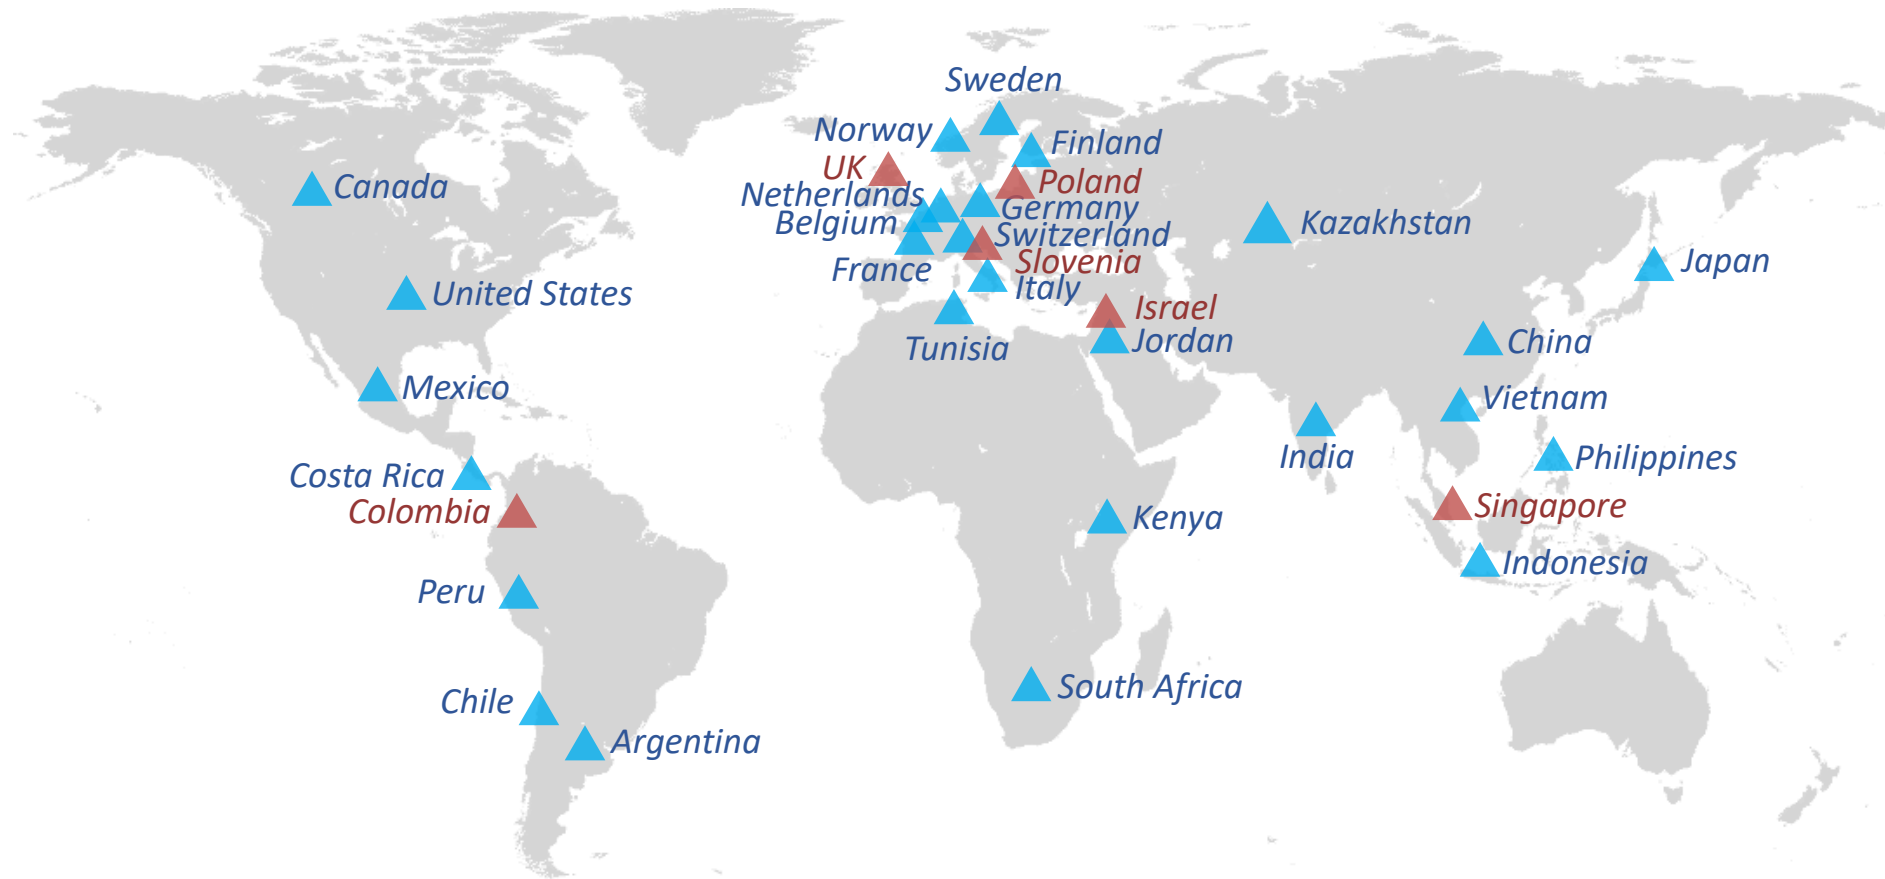 Sweden
Norway
Finland
UK
Poland
Canada
Netherlands
Germany
Belgium
Switzerland
Kazakhstan
France
Slovenia
Japan
Italy
United States
Israel
Tunisia
Jordan
China
Mexico
Vietnam
India
Philippines
Costa Rica
Colombia
Singapore
Kenya
Indonesia
Peru
South Africa
Chile
Argentina